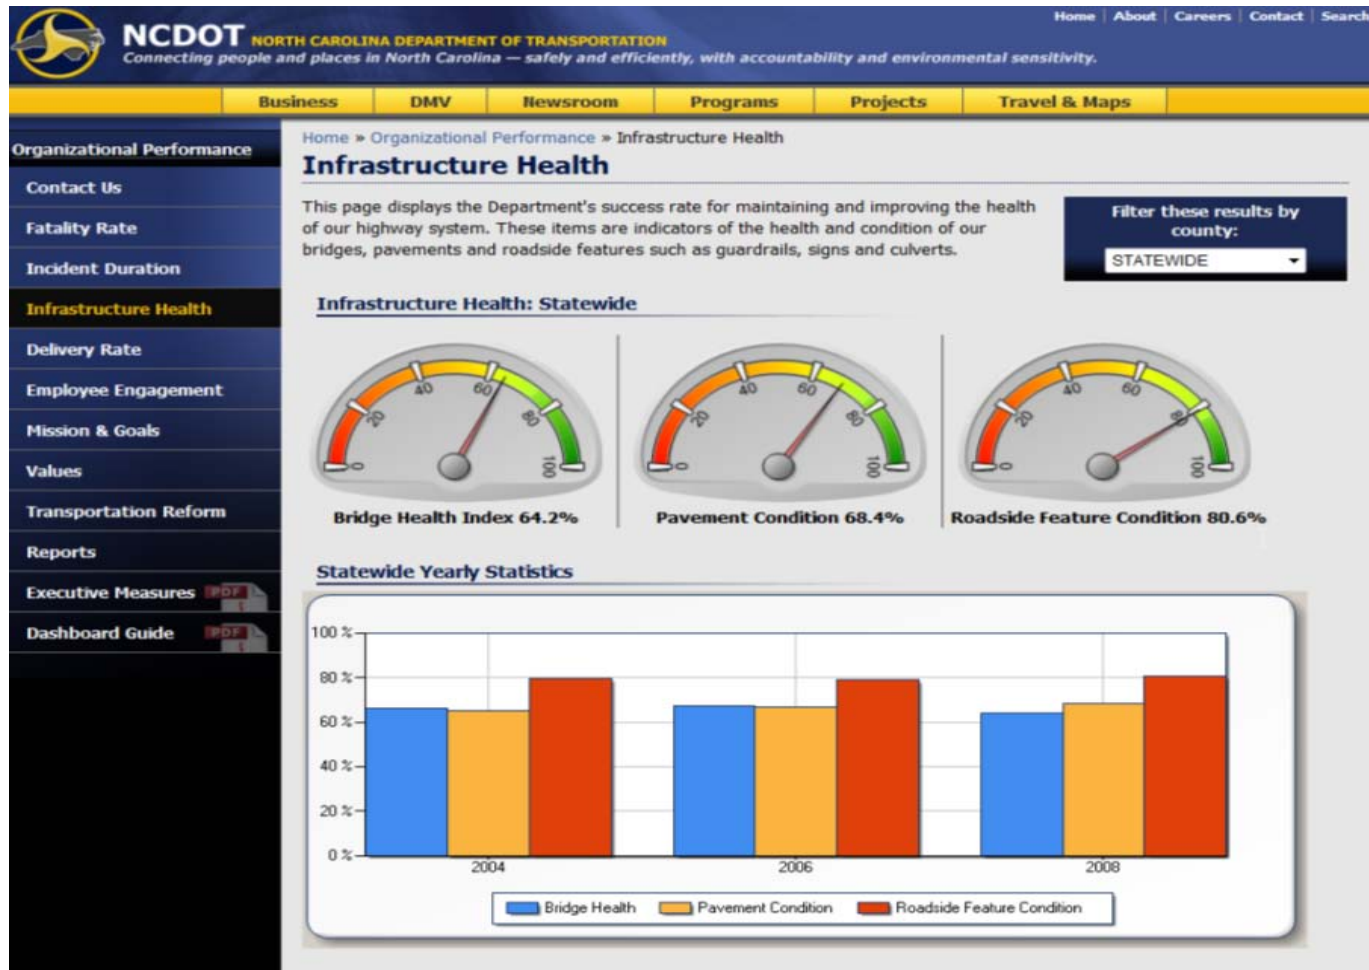 Home | About | Careers | Contact | Search
NCDOT NORTH CAROLINA DEPARTMENT OF TRANSPORTATION
Connecting people and places in North Carolina — safely and efficiently, with accountability and environmental sensitivity.
Business DMV Newsroom Programs Projects Travel & Maps
Organizational Performance
Contact Us
Fatality Rate
Incident Duration
Infrastructure Health
Delivery Rate
Employee Engagement
Mission & Goals
Values
Transportation Reform
Reports
Executive Measures PDF
Dashboard Guide PDF
Home » Organizational Performance » Infrastructure Health
Infrastructure Health
This page displays the Department's success rate for maintaining and improving the health
of our highway system. These items are indicators of the health and condition of our
bridges, pavements and roadside features such as guardrails, signs and culverts.
Filter these results by
county:
STATEWIDE
Infrastructure Health: Statewide
0 20 40 60 80 100
Bridge Health Index 64.2%
0 20 40 60 80 100
Pavement Condition 68.4%
0 20 40 60 80 100
Roadside Feature Condition 80.6%
Statewide Yearly Statistics
100 %
80 %
60 %
40 %
20 %
0 %
2004 2006 2008
Bridge Health Pavement Condition Roadside Feature Condition